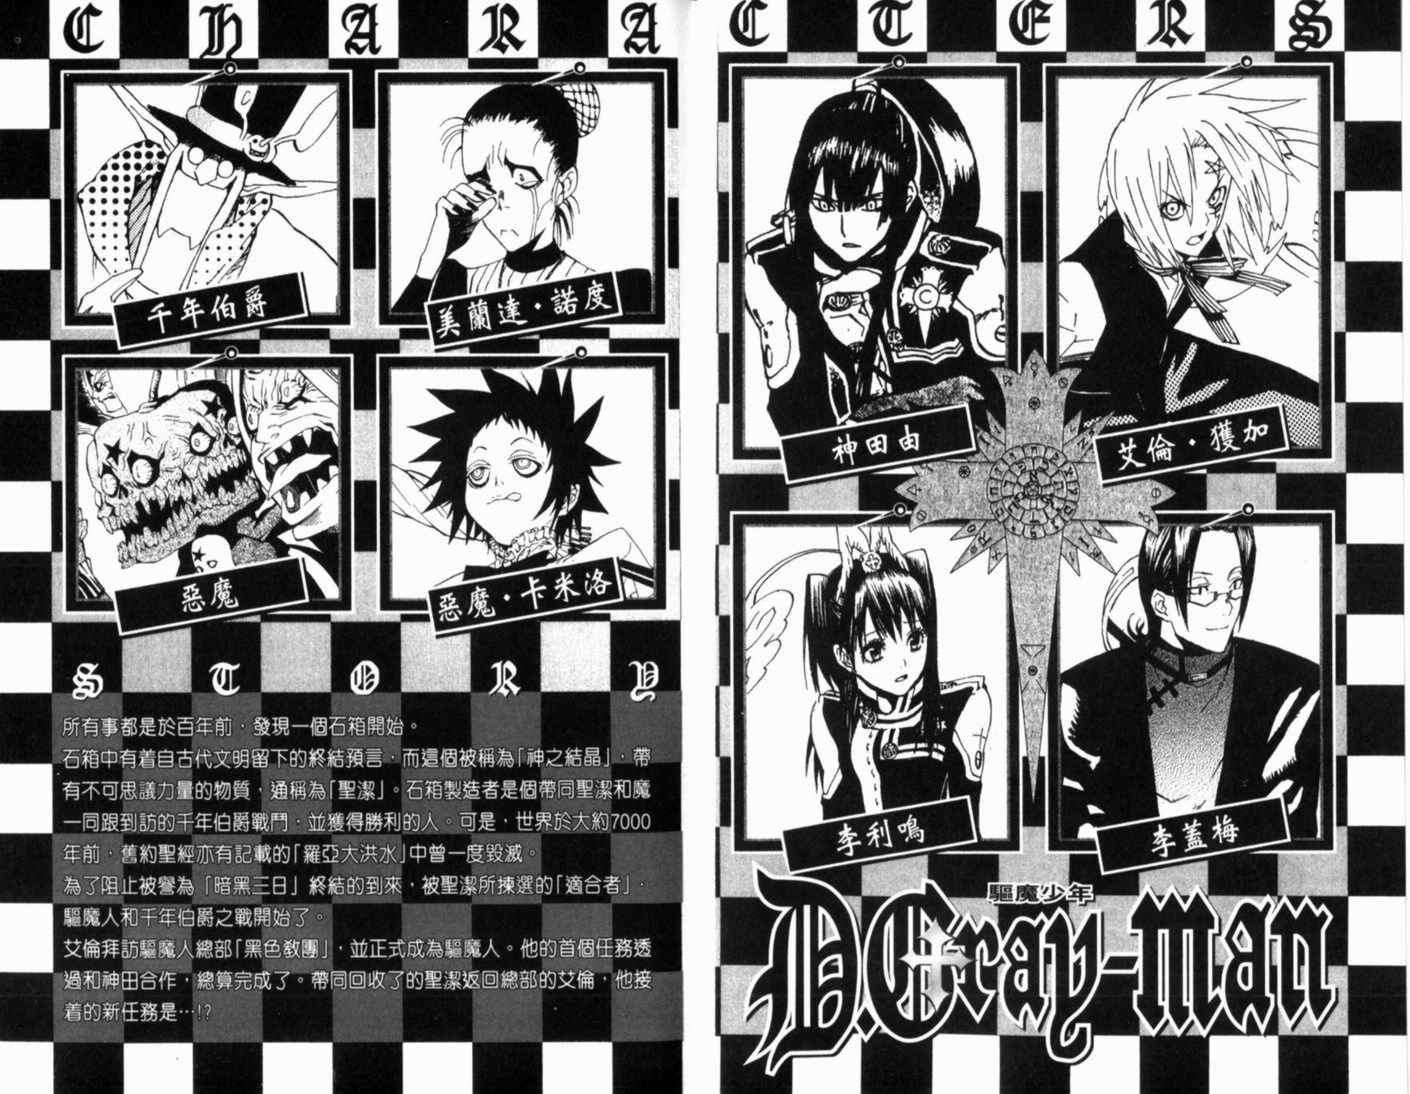 CHARA
CTERS
千年伯爵
美蘭達・諾度
神田由
艾倫・獲加
惡魔
惡魔・卡米洛
李利鳴
李蓋梅
STORY
所有事都是於百年前，發現一個石箱開始。
石箱中有着自古代文明留下的終結預言，而這個被稱為「神之結晶」，帶
有不可思議力量的物質，通稱為「聖潔」。石箱製造者是個帶同聖潔和魔
一同跟到訪的千年伯爵戰鬥，並獲得勝利的人。可是，世界於大約7000
年前，舊約聖經亦有記載的「羅亞大洪水」中曾一度毀滅。
為了阻止被譽為「暗黑三日」終結的到來，被聖潔所揀選的「適合者」，
驅魔人和千年伯爵之戰開始了。
艾倫拜訪驅魔人總部「黑色教團」，並正式成為驅魔人。他的首個任務透
過和神田合作，總算完成了。帶同回收了的聖潔返回總部的艾倫，他接
着的新任務是…!?
驅魔少年
D.Gray-Man